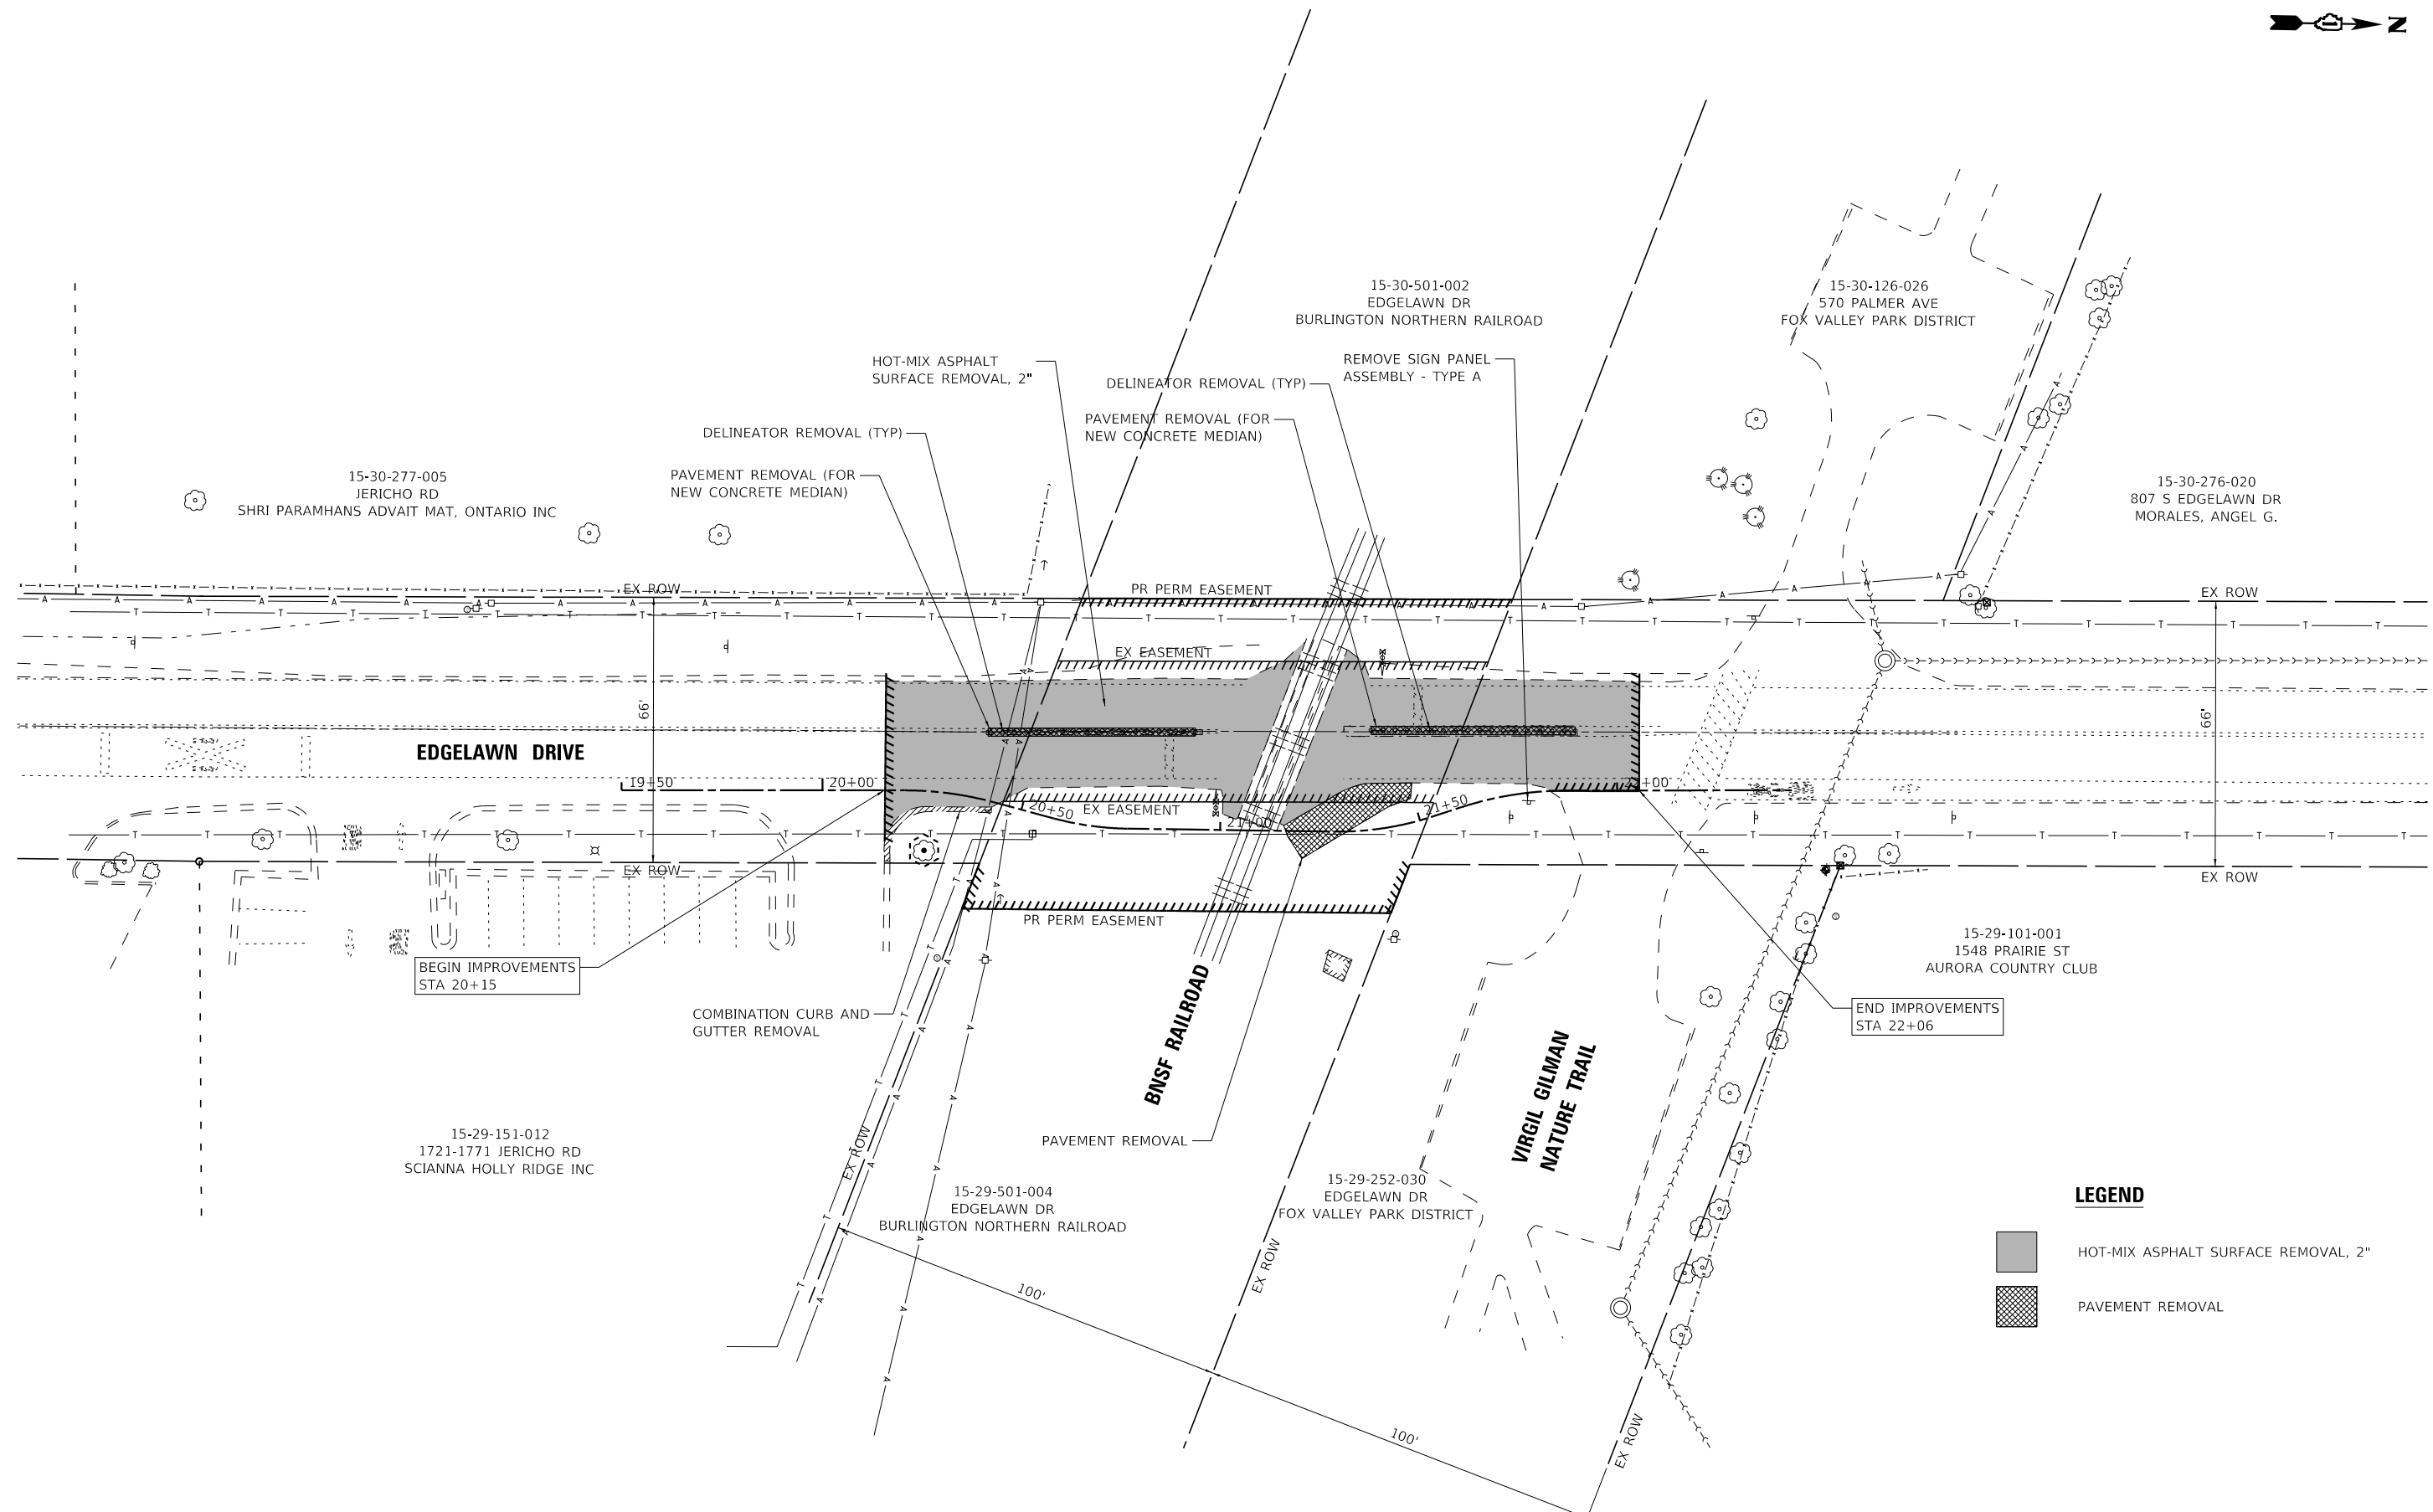 N
15-30-501-002
EDGELAWN DR
BURLINGTON NORTHERN RAILROAD
15-30-126-026
570 PALMER AVE
FOX VALLEY PARK DISTRICT
HOT-MIX ASPHALT
SURFACE REMOVAL, 2"
REMOVE SIGN PANEL
ASSEMBLY - TYPE A
DELINEATOR REMOVAL (TYP)
PAVEMENT REMOVAL (FOR
NEW CONCRETE MEDIAN)
DELINEATOR REMOVAL (TYP)
PAVEMENT REMOVAL (FOR
NEW CONCRETE MEDIAN)
15-30-277-005
JERICHO RD
SHRI PARAMHANS ADVAIT MAT, ONTARIO INC
15-30-276-020
807 S EDGELAWN DR
MORALES, ANGEL G.
EX ROW
PR PERM EASEMENT
EX ROW
EX EASEMENT
66'
66'
EDGELAWN DRIVE
19+50
20+00
20+50
EX EASEMENT
21+00
21+50
22+00
EX ROW
EX ROW
PR PERM EASEMENT
BEGIN IMPROVEMENTS
STA 20+15
15-29-101-001
1548 PRAIRIE ST
AURORA COUNTRY CLUB
END IMPROVEMENTS
STA 22+06
COMBINATION CURB AND
GUTTER REMOVAL
BNSF RAILROAD
VIRGIL GILMAN
NATURE TRAIL
PAVEMENT REMOVAL
15-29-151-012
1721-1771 JERICHO RD
SCIANNA HOLLY RIDGE INC
EX ROW
15-29-501-004
EDGELAWN DR
BURLINGTON NORTHERN RAILROAD
15-29-252-030
EDGELAWN DR
FOX VALLEY PARK DISTRICT
EX ROW
100'
100'
EX ROW
LEGEND
HOT-MIX ASPHALT SURFACE REMOVAL, 2"
PAVEMENT REMOVAL